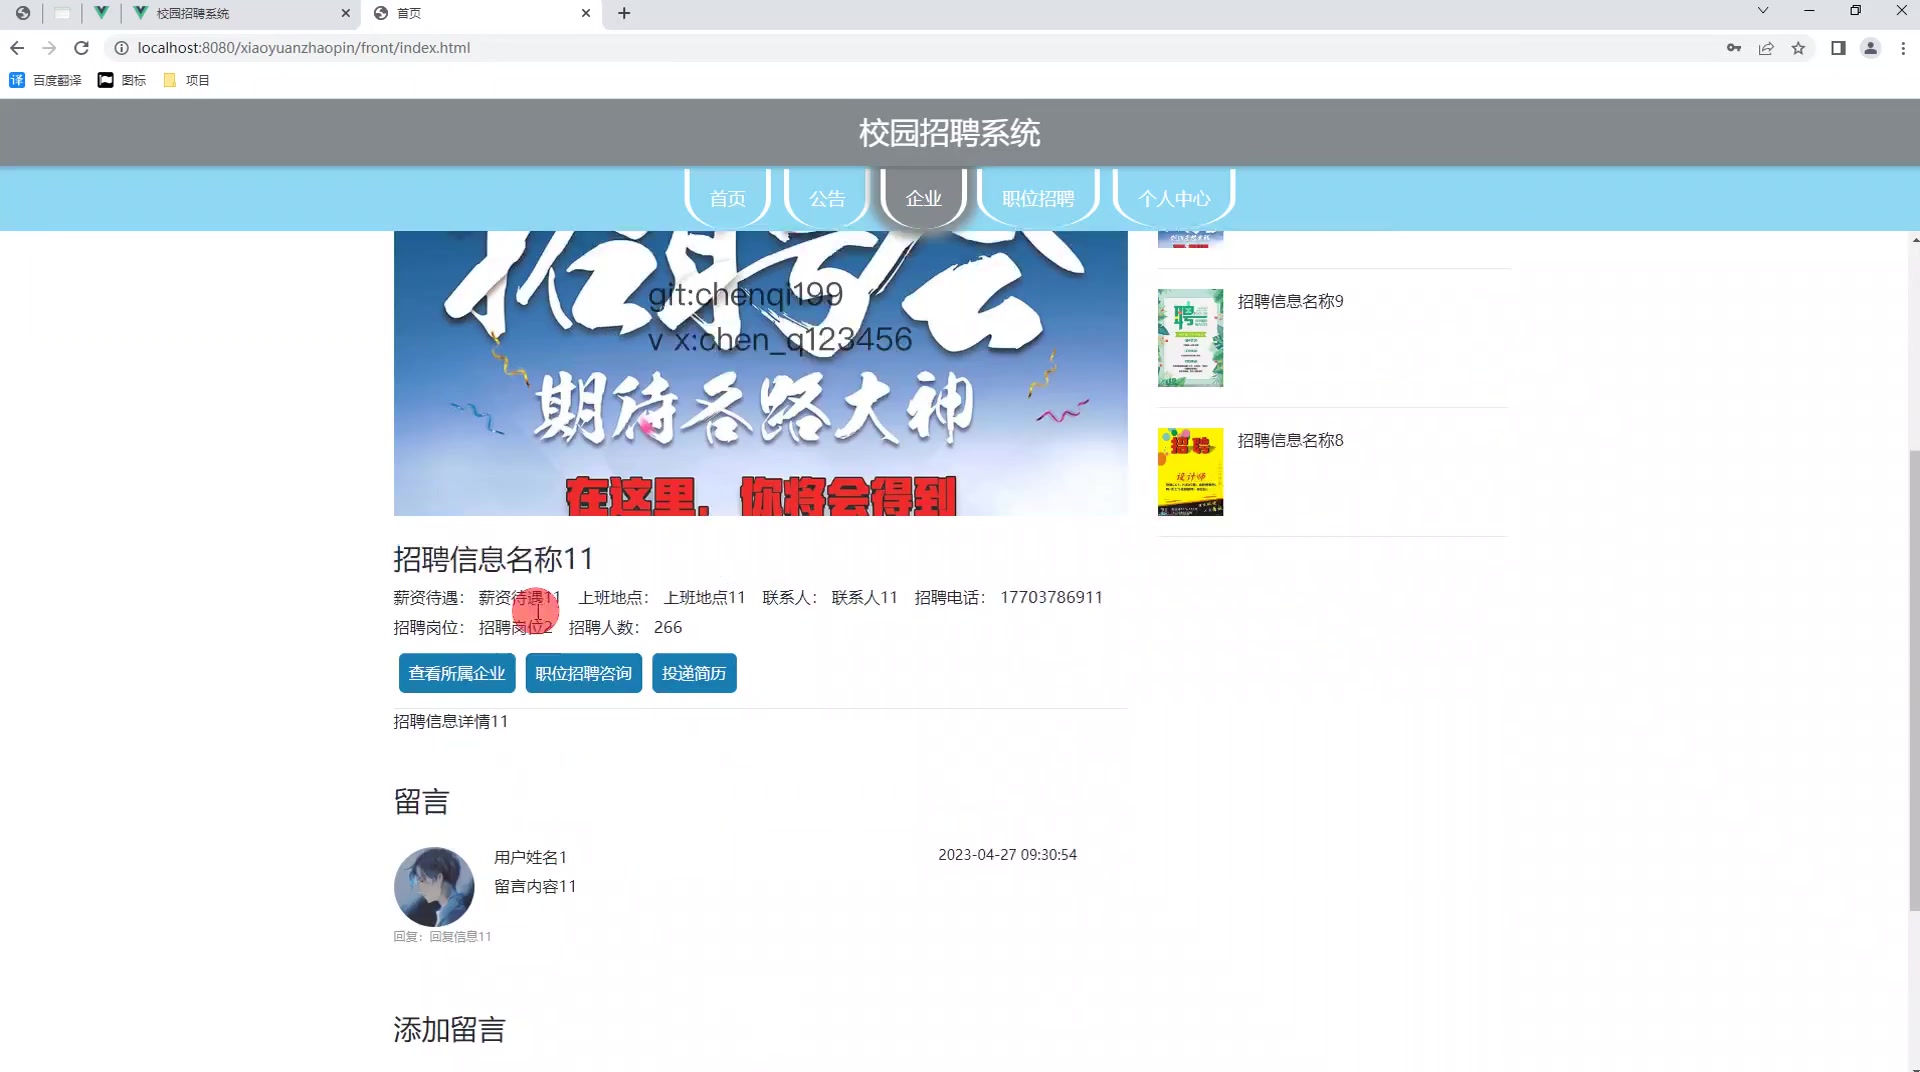 校园招聘系统
首页
localhost:8080/xiaoyuanzhaopin/front/index.html
百度翻译
图标
项目
校园招聘系统
首页
公告
企业
职位招聘
个人中心
招聘会
git:chenqi199
v x:chen_q123456
期待各路大神
在这里，你将会得到
招聘信息名称9
招聘信息名称8
招聘
设计师
招聘信息名称11
薪资待遇： 薪资待遇11 上班地点： 上班地点11 联系人： 联系人11 招聘电话： 17703786911
招聘岗位： 招聘岗位2 招聘人数： 266
查看所属企业
职位招聘咨询
投递简历
招聘信息详情11
留言
用户姓名1
2023-04-27 09:30:54
留言内容11
回复：回复信息11
添加留言